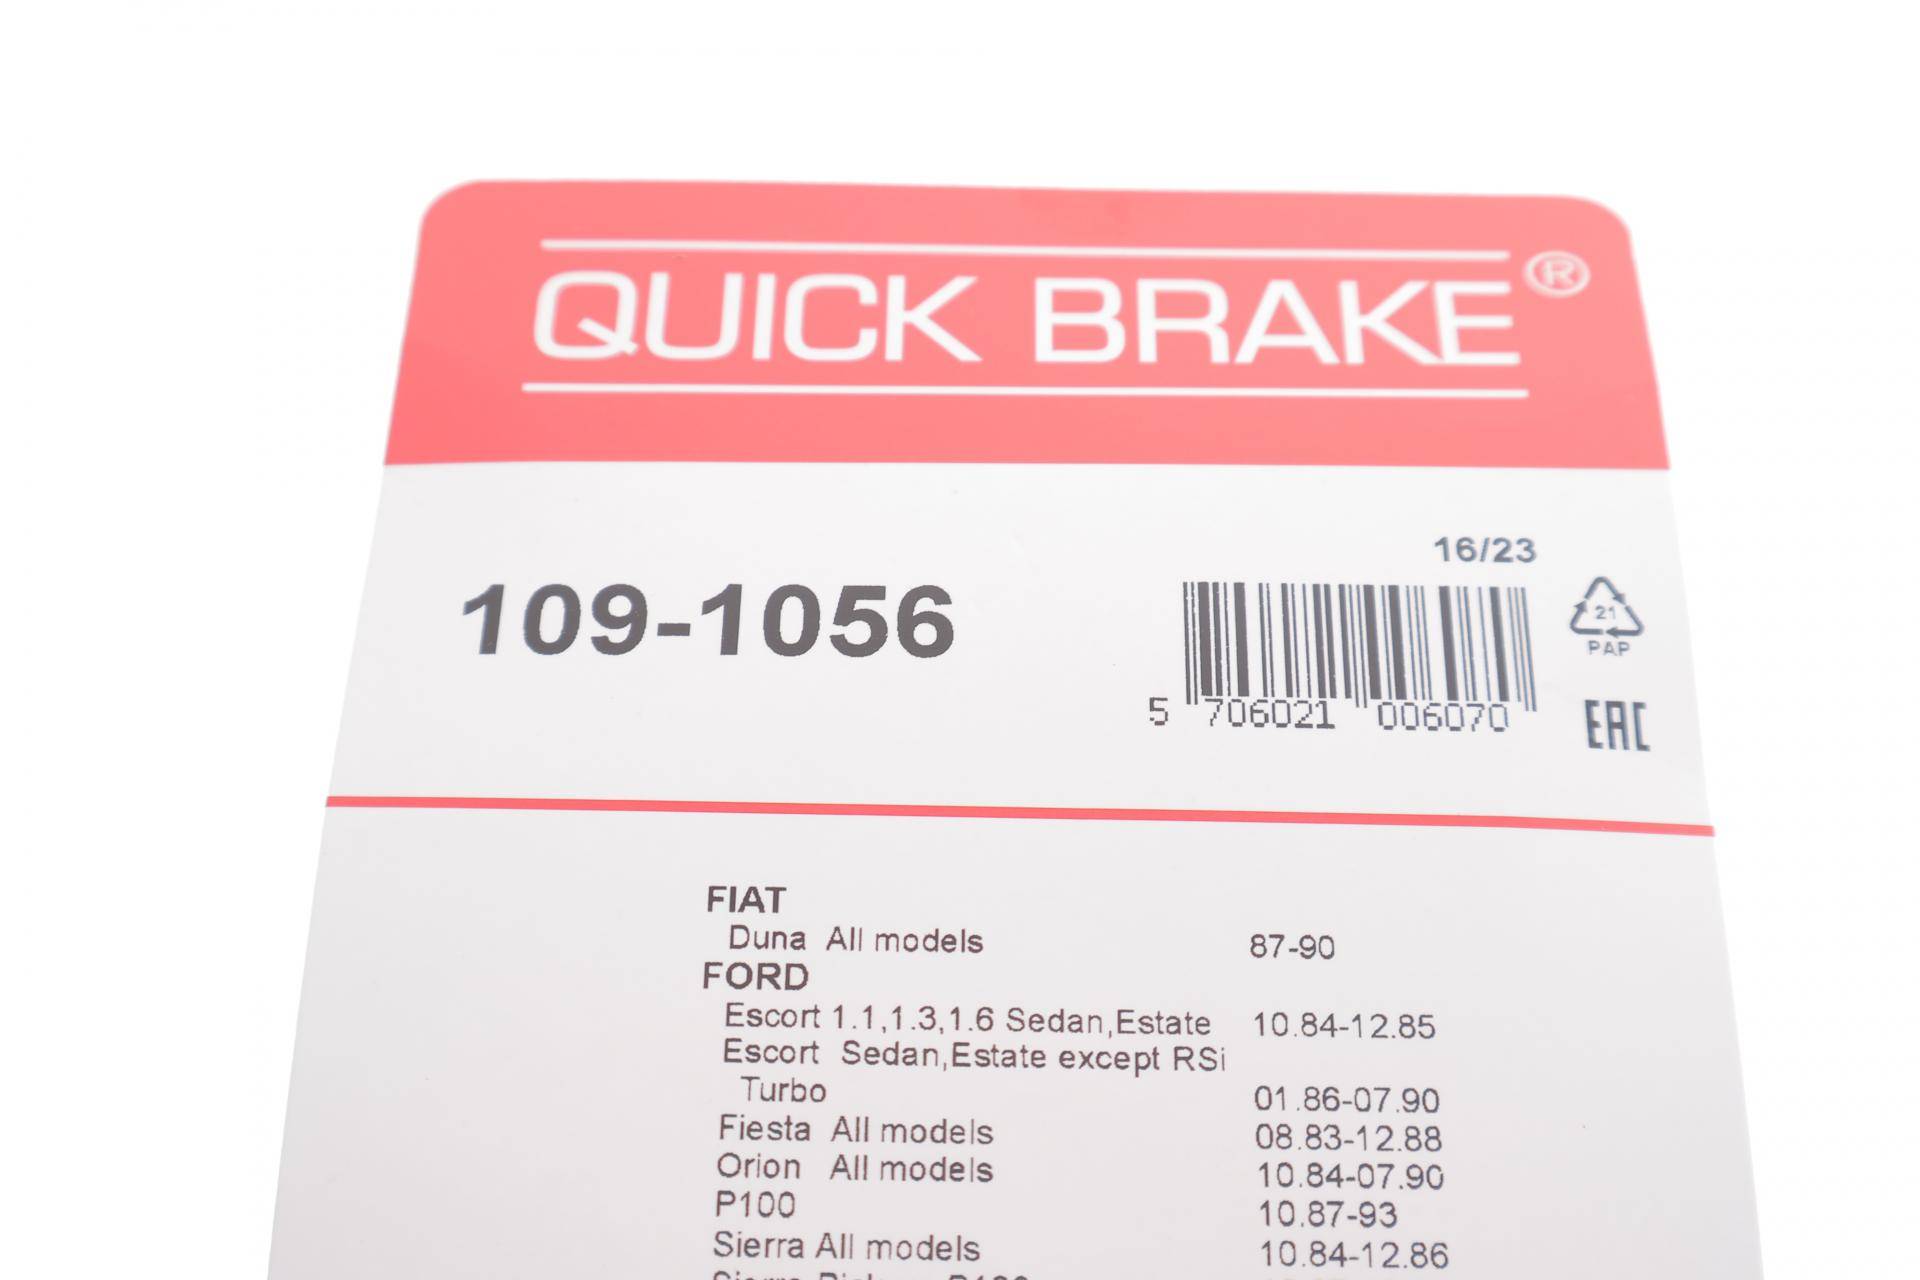 QUICK BRAKE®
16/23
109-1056
21
PAP
5 706021 006070
EAC
FIAT
Duna All models 87-90
FORD
Escort 1.1,1.3,1.6 Sedan,Estate 10.84-12.85
Escort Sedan,Estate except RSi
Turbo 01.86-07.90
Fiesta All models 08.83-12.88
Orion All models 10.84-07.90
P100 10.87-93
Sierra All models 10.84-12.86